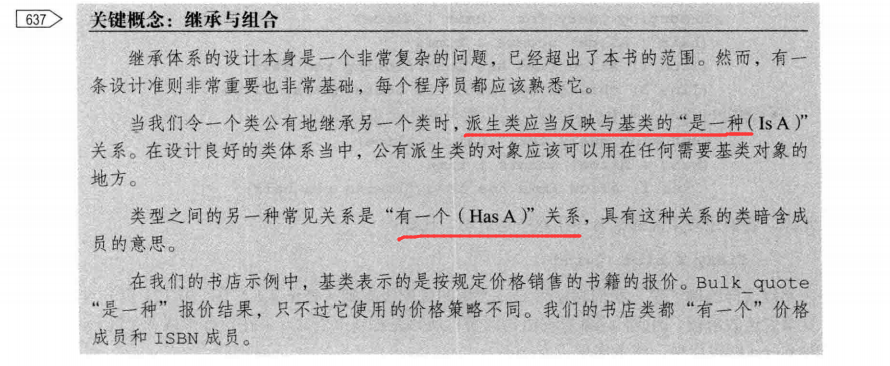 637
关键概念：继承与组合
继承体系的设计本身是一个非常复杂的问题，已经超出了本书的范围。然而，有一
条设计准则非常重要也非常基础，每个程序员都应该熟悉它。
当我们令一个类公有地继承另一个类时，派生类应当反映与基类的“是一种（Is A）”
关系。在设计良好的类体系当中，公有派生类的对象应该可以用在任何需要基类对象的
地方。
类型之间的另一种常见关系是“有一个（Has A）”关系，具有这种关系的类暗含成
员的意思。
在我们的书店示例中，基类表示的是按规定价格销售的书籍的报价。Bulk_quote
“是一种”报价结果，只不过它使用的价格策略不同。我们的书店类都“有一个”价格
成员和 ISBN 成员。